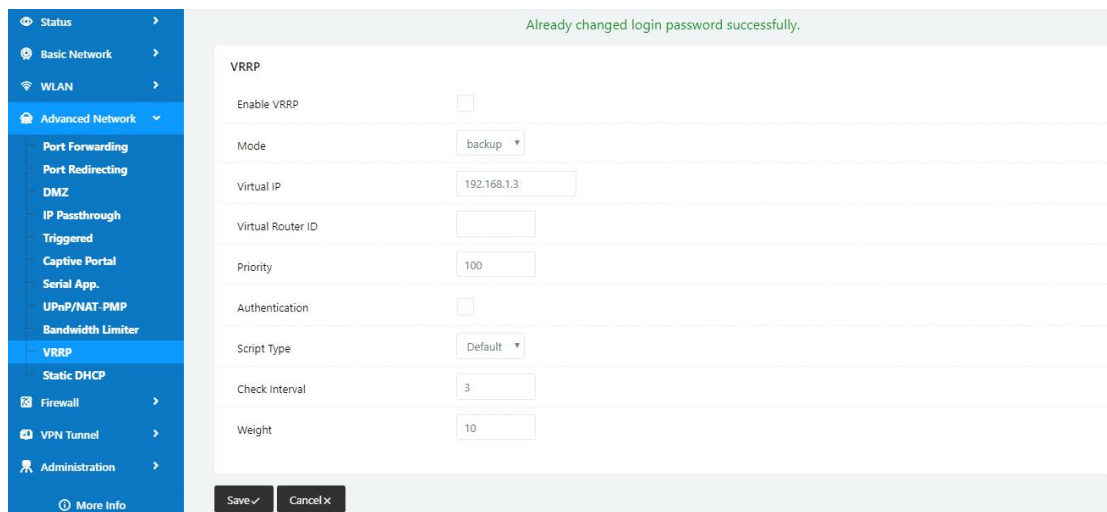 Status
Basic Network
WLAN
Advanced Network
Port Forwarding
Port Redirecting
DMZ
IP Passthrough
Triggered
Captive Portal
Serial App.
UPnP/NAT-PMP
Bandwidth Limiter
VRRP
Static DHCP
Firewall
VPN Tunnel
Administration
More Info
Already changed login password successfully.
VRRP
Enable VRRP
Mode backup
Virtual IP 192.168.1.3
Virtual Router ID
Priority 100
Authentication
Script Type Default
Check Interval 3
Weight 10
Save Cancel